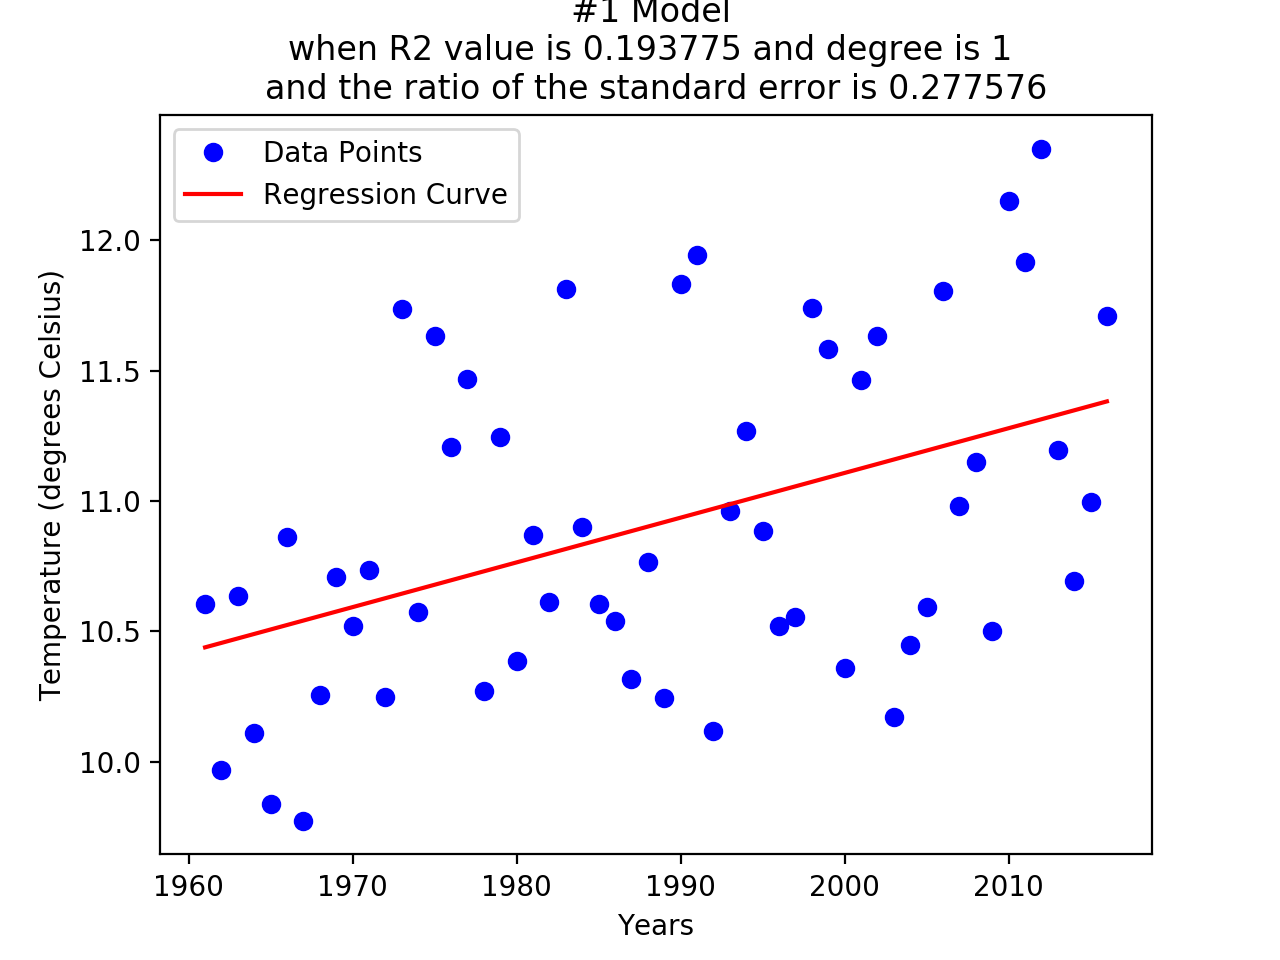 #1 Model
when R2 value is 0.193775 and degree is 1
and the ratio of the standard error is 0.277576
Data Points
Regression Curve
Temperature (degrees Celsius)
12.0
11.5
11.0
10.5
10.0
1960 1970 1980 1990 2000 2010
Years